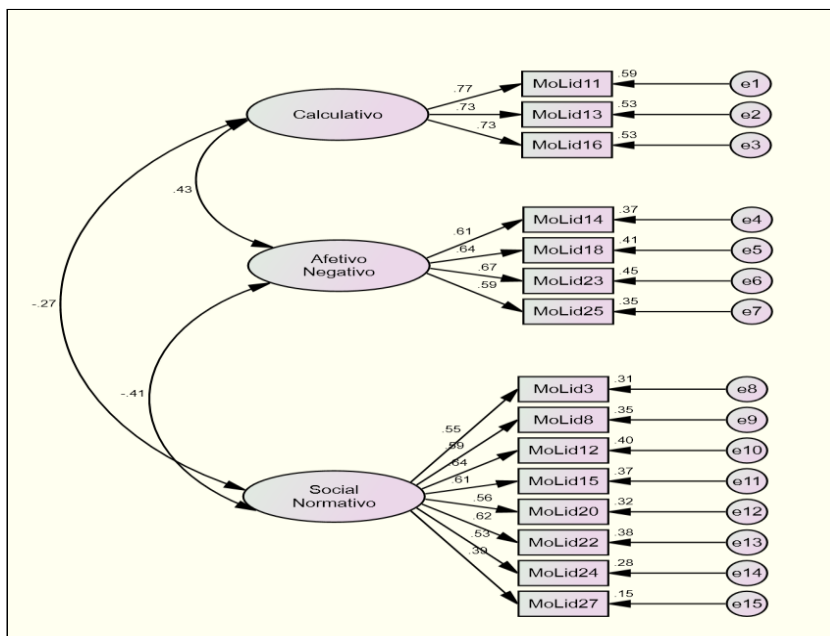 .59
.77 MoLid11 e1
.53
Calculativo .73 MoLid13 e2
.53
.73 MoLid16 e3
.43
.37
.61 MoLid14 e4
.41
.64 MoLid18 e5
Afetivo
Negativo
.45
.67 MoLid23 e6
.35
.59 MoLid25 e7
-.27
-.41
.31
.55 MoLid3 e8
.35
.59 MoLid8 e9
.40
.64 MoLid12 e10
.37
.61 MoLid15 e11
Social
Normativo
.32
.56 MoLid20 e12
.38
.62 MoLid22 e13
.28
.53 MoLid24 e14
.15
.39 MoLid27 e15